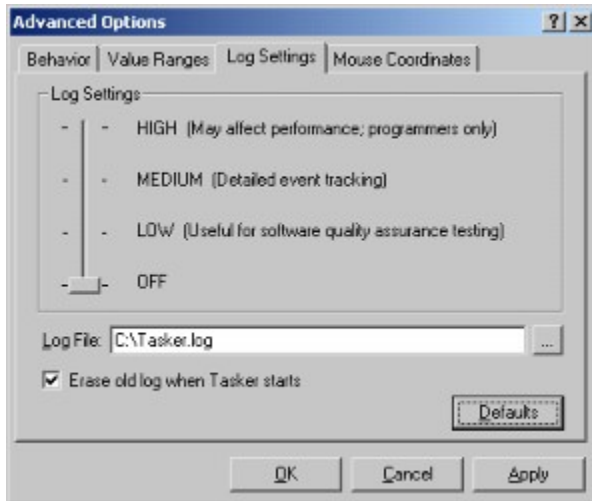 Advanced Options
Behavior Value Ranges Log Settings Mouse Coordinates
Log Settings
HIGH (May affect performance; programmers only)
MEDIUM (Detailed event tracking)
LOW (Useful for software quality assurance testing)
OFF
Log File: C:\Tasker.log ...
Erase old log when Tasker starts
Defaults
OK Cancel Apply